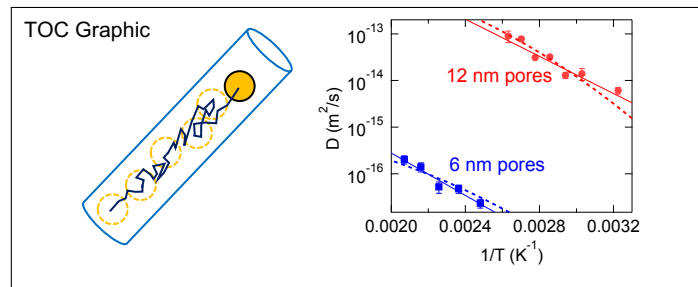 TOC Graphic
D (m²/s)
10⁻¹³
10⁻¹⁴
10⁻¹⁵
10⁻¹⁶
12 nm pores
6 nm pores
0.0020 0.0024 0.0028 0.0032
1/T (K⁻¹)